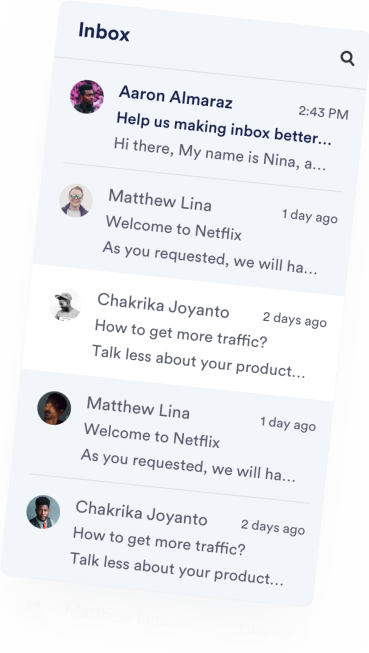 Inbox
Aaron Almaraz
2:43 PM
Help us making inbox better...
Hi there, My name is Nina, a...
Matthew Lina
1 day ago
Welcome to Netflix
As you requested, we will ha...
Chakrika Joyanto
2 days ago
How to get more traffic?
Talk less about your product...
Matthew Lina
1 day ago
Welcome to Netflix
As you requested, we will ha...
Chakrika Joyanto
2 days ago
How to get more traffic?
Talk less about your product...